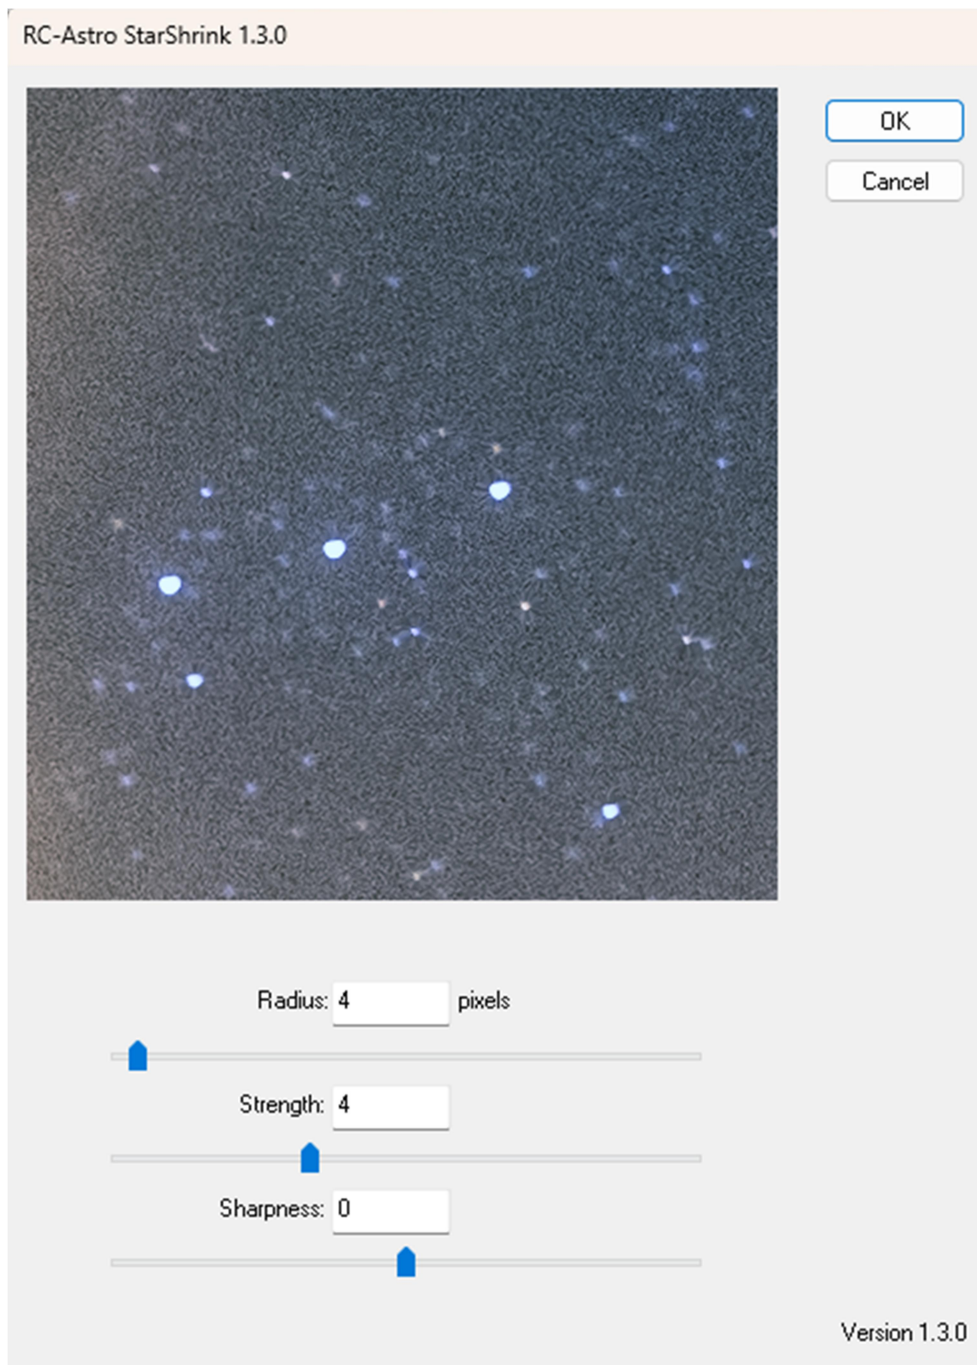 RC-Astro StarShrink 1.3.0
OK
Cancel
Radius: 4 pixels
Strength: 4
Sharpness: 0
Version 1.3.0